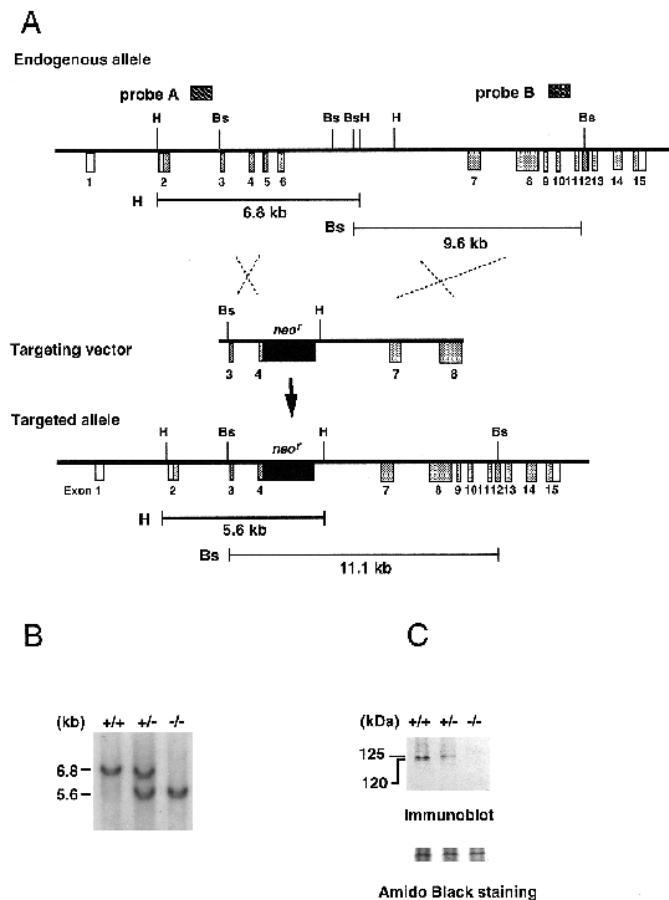 A
Endogenous allele
probe A
probe B
H Bs Bs BsH H Bs
1 2 3 4 5 6 7 8 9 10 11 12 13 14 15
H 6.8 kb
Bs 9.6 kb
Bs neoʳ H
Targeting vector
3 4 7 8
Targeted allele
H Bs neoʳ H Bs
Exon 1 2 3 4 7 8 9 10 11 12 13 14 15
H 5.6 kb
Bs 11.1 kb
B
(kb) +/+ +/- -/-
6.8
5.6
C
(kDa) +/+ +/- -/-
125
120
Immunoblot
Amido Black staining